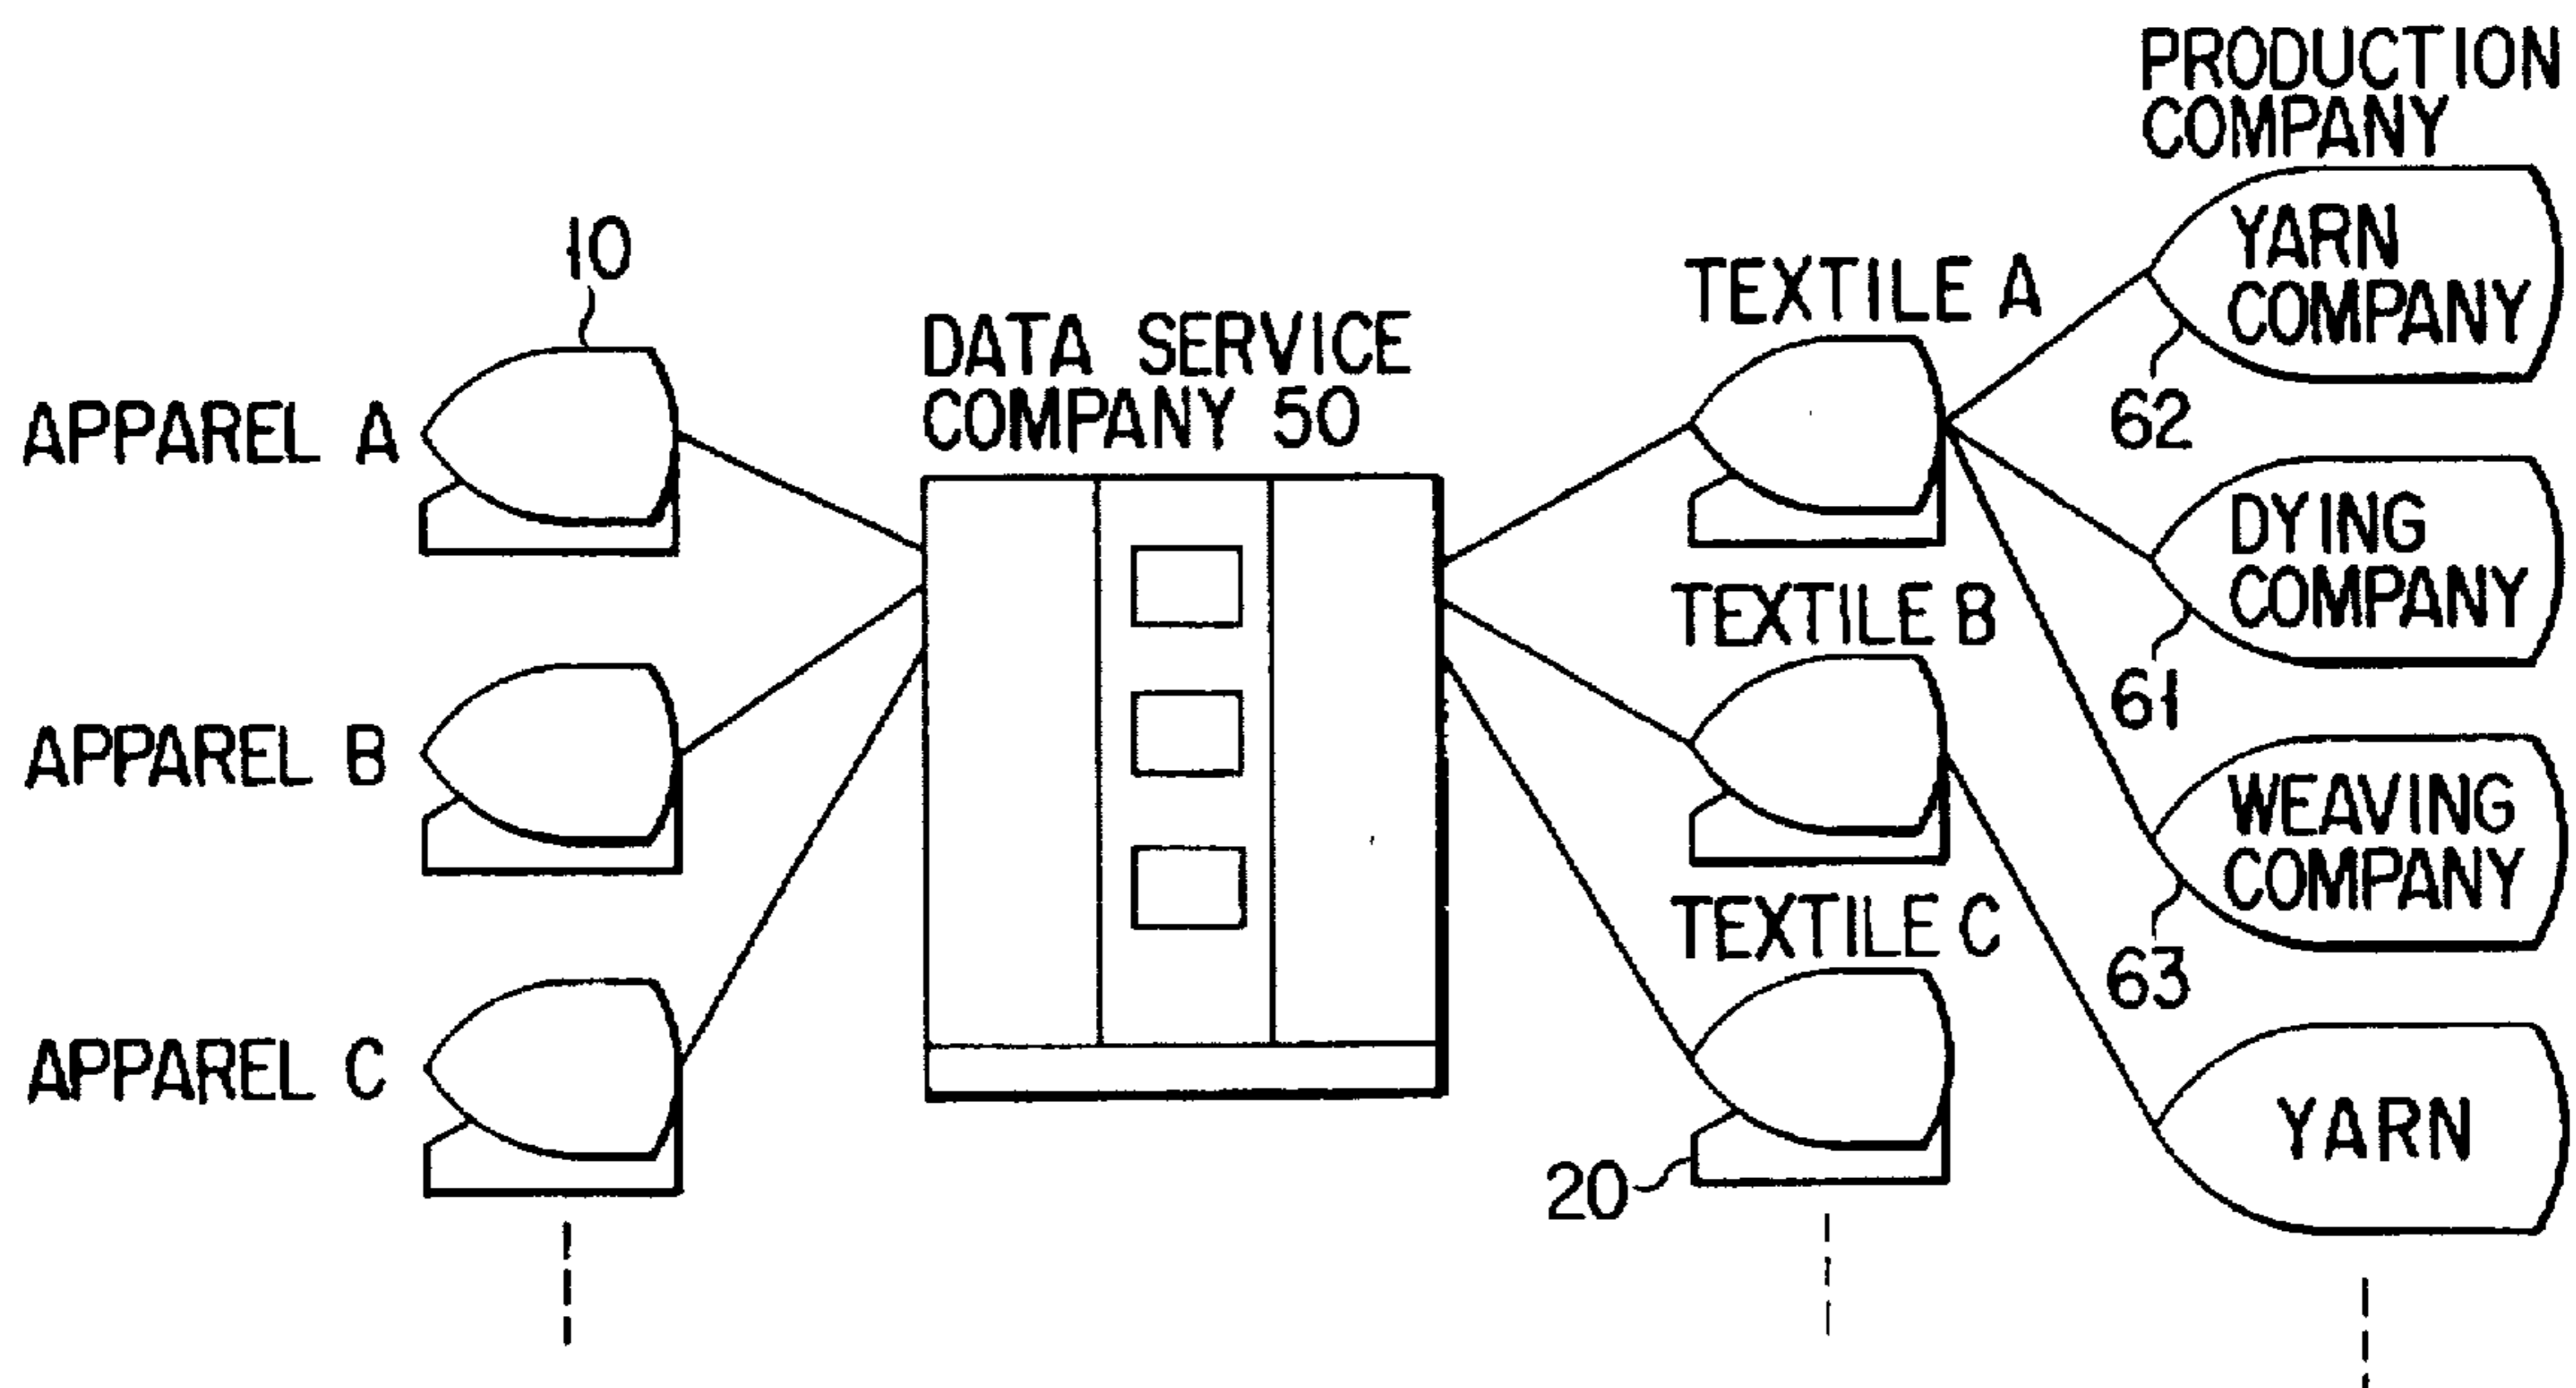 PRODUCTION
COMPANY
10
YARN
COMPANY
TEXTILE A
DATA SERVICE
COMPANY 50
APPAREL A
62
DYING
COMPANY
TEXTILE B
61
APPAREL B
WEAVING
COMPANY
TEXTILE C
63
APPAREL C
YARN
20